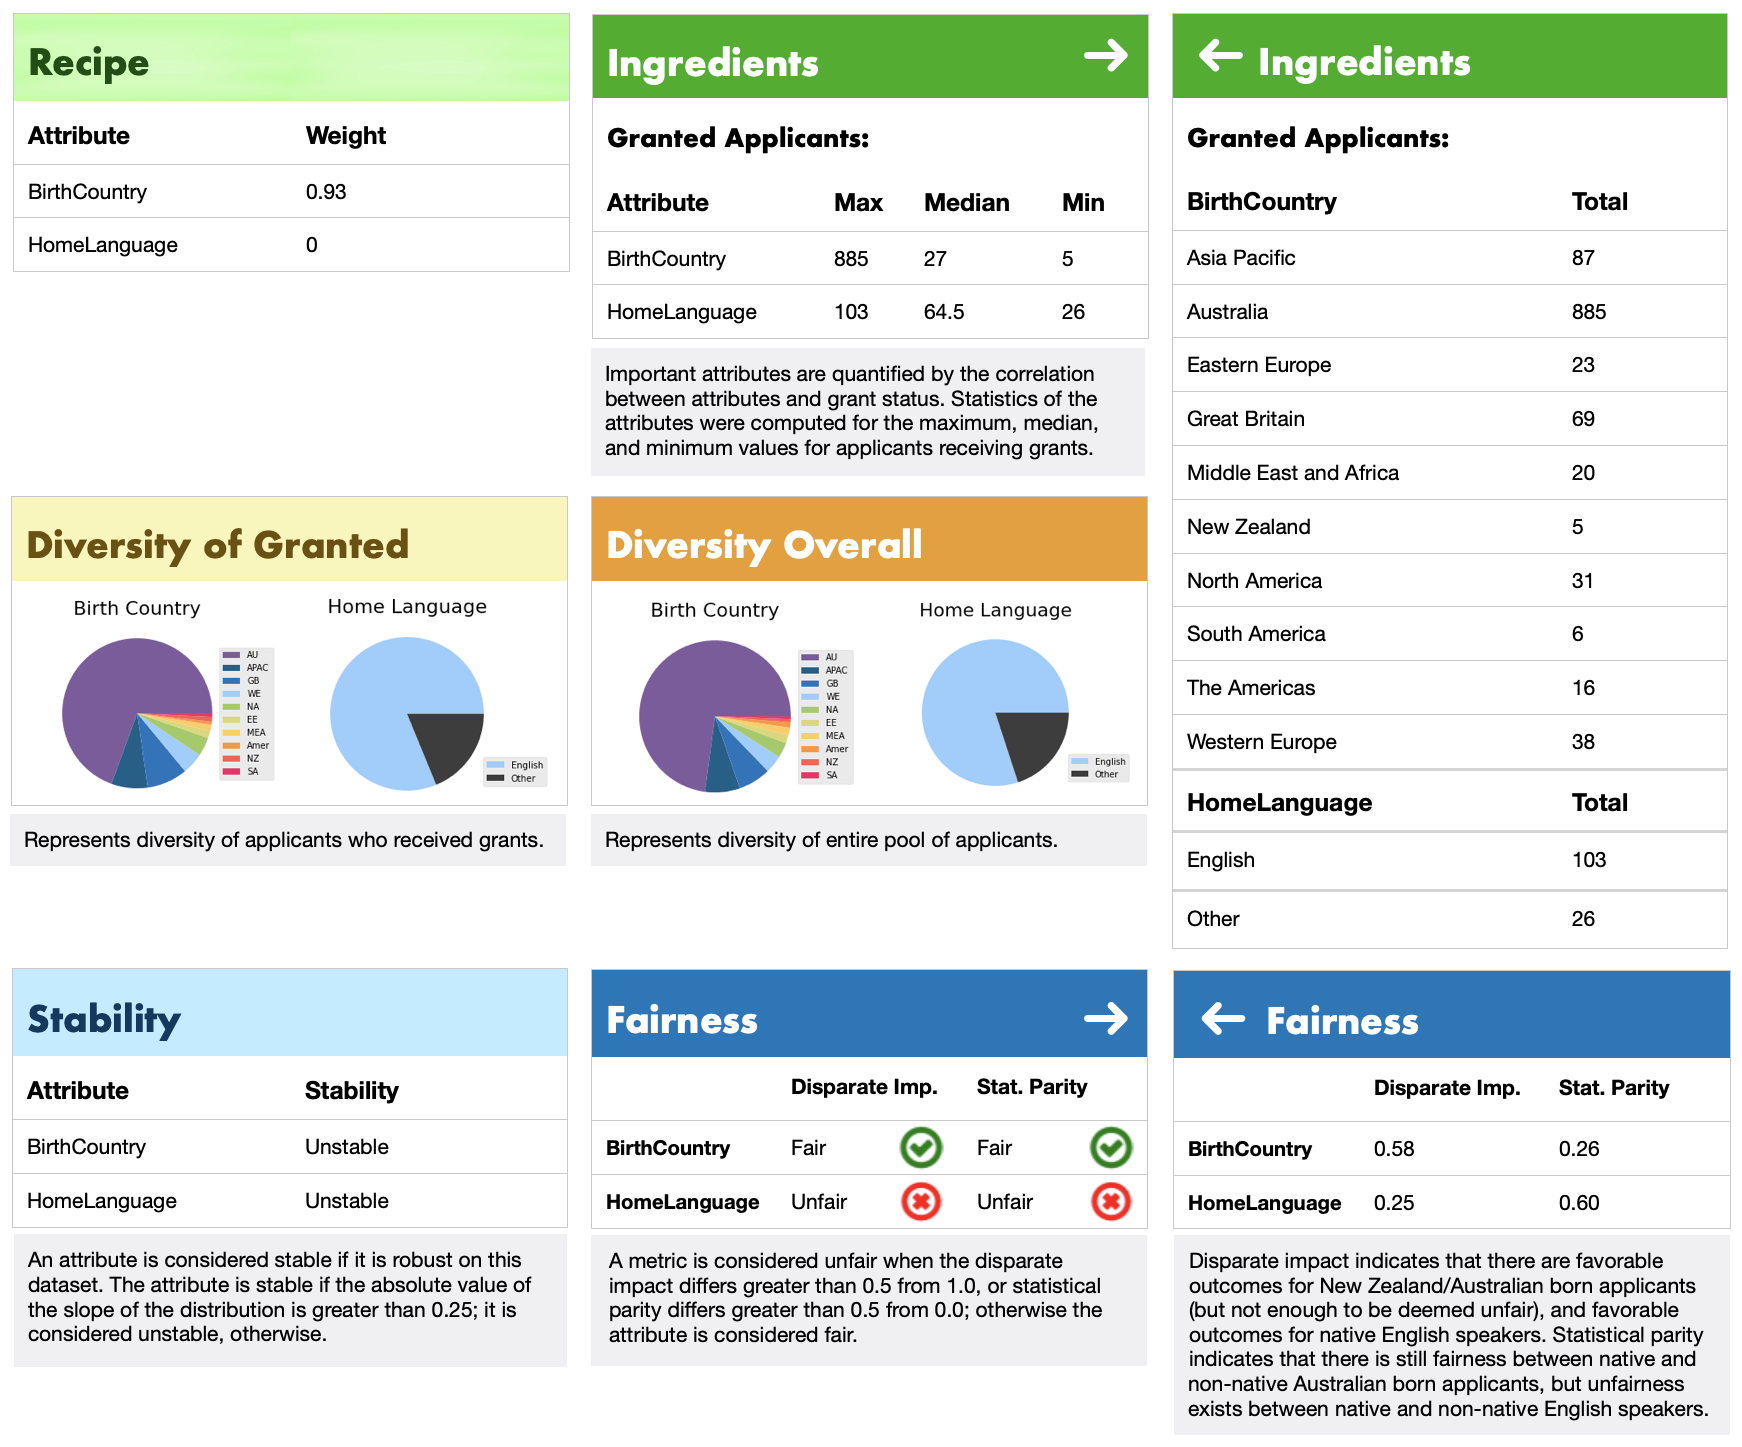 Recipe
Attribute Weight
BirthCountry 0.93
HomeLanguage 0
Ingredients →
Granted Applicants:
Attribute Max Median Min
BirthCountry 885 27 5
HomeLanguage 103 64.5 26
Important attributes are quantified by the correlation
between attributes and grant status. Statistics of the
attributes were computed for the maximum, median,
and minimum values for applicants receiving grants.
← Ingredients
Granted Applicants:
BirthCountry Total
Asia Pacific 87
Australia 885
Eastern Europe 23
Great Britain 69
Middle East and Africa 20
New Zealand 5
North America 31
South America 6
The Americas 16
Western Europe 38
HomeLanguage Total
English 103
Other 26
Diversity of Granted
Birth Country
AU
APAC
GB
WE
NA
EE
MEA
Amer
NZ
SA
Home Language
English
Other
Represents diversity of applicants who received grants.
Diversity Overall
Birth Country
AU
APAC
GB
WE
NA
EE
MEA
Amer
NZ
SA
Home Language
English
Other
Represents diversity of entire pool of applicants.
Stability
Attribute Stability
BirthCountry Unstable
HomeLanguage Unstable
An attribute is considered stable if it is robust on this
dataset. The attribute is stable if the absolute value of
the slope of the distribution is greater than 0.25; it is
considered unstable, otherwise.
Fairness →
Disparate Imp. Stat. Parity
BirthCountry Fair Fair
HomeLanguage Unfair Unfair
A metric is considered unfair when the disparate
impact differs greater than 0.5 from 1.0, or statistical
parity differs greater than 0.5 from 0.0; otherwise the
attribute is considered fair.
← Fairness
Disparate Imp. Stat. Parity
BirthCountry 0.58 0.26
HomeLanguage 0.25 0.60
Disparate impact indicates that there are favorable
outcomes for New Zealand/Australian born applicants
(but not enough to be deemed unfair), and favorable
outcomes for native English speakers. Statistical parity
indicates that there is still fairness between native and
non-native Australian born applicants, but unfairness
exists between native and non-native English speakers.